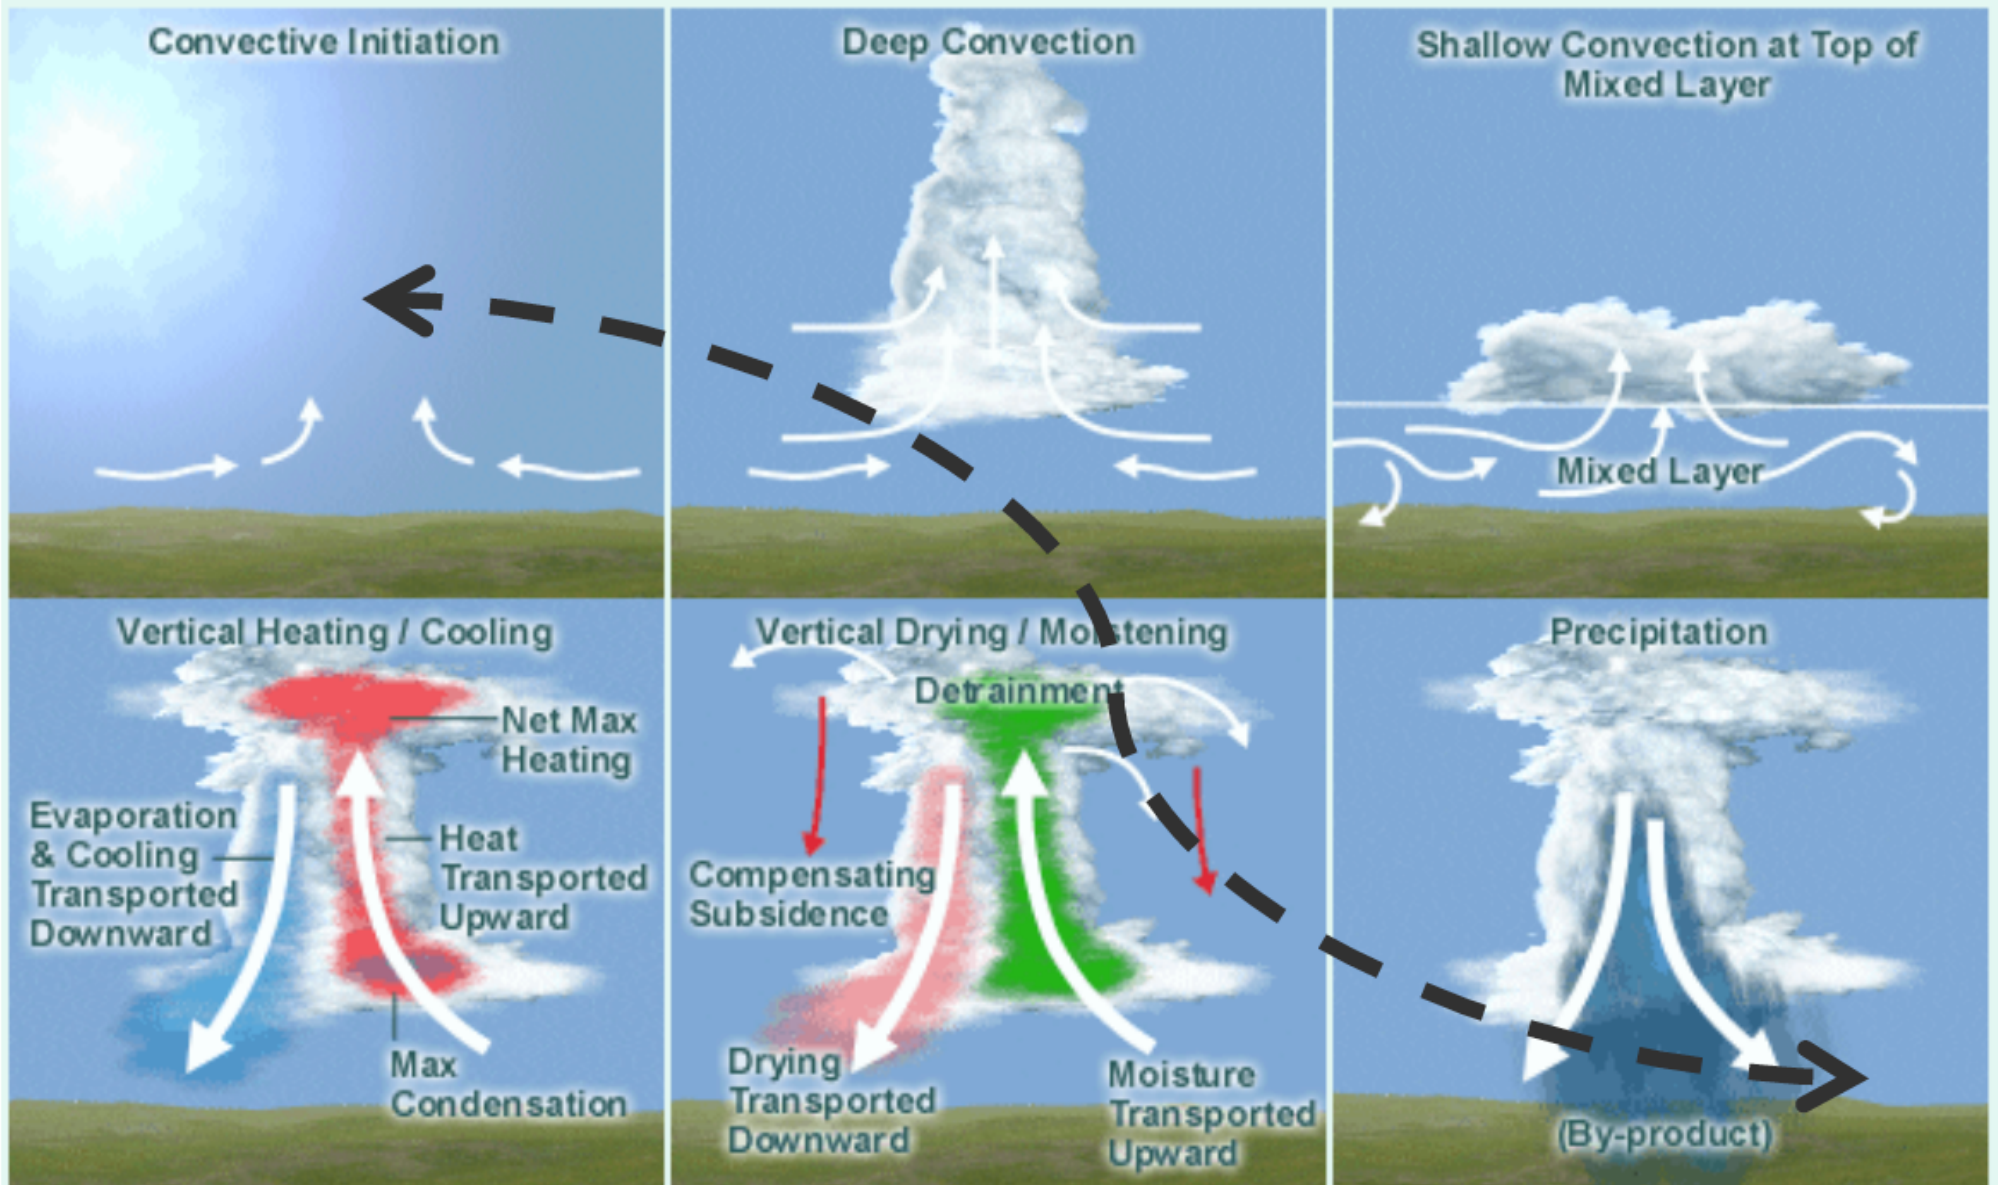 Convective Initiation
Deep Convection
Shallow Convection at Top of
Mixed Layer
Mixed Layer
Vertical Heating / Cooling
Net Max
Heating
Evaporation
& Cooling
Transported
Downward
Heat
Transported
Upward
Max
Condensation
Vertical Drying / Moistening
Detrainment
Compensating
Subsidence
Drying
Transported
Downward
Moisture
Transported
Upward
Precipitation
(By-product)